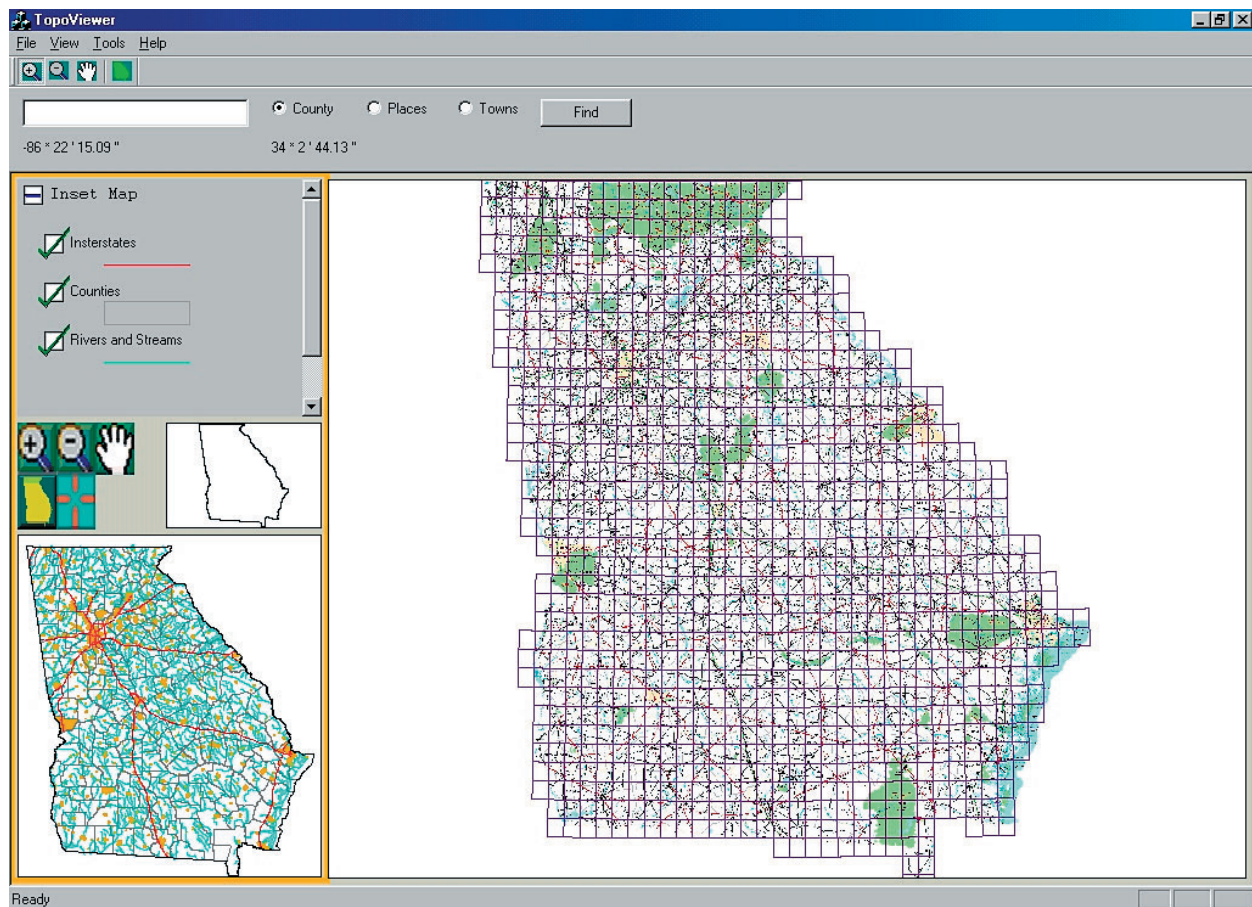 TopoViewer
File View Tools Help
County Places Towns Find
-86 * 22 ' 15.09 " 34 * 2 ' 44.13 "
Inset Map
Insterstates
Counties
Rivers and Streams
Ready